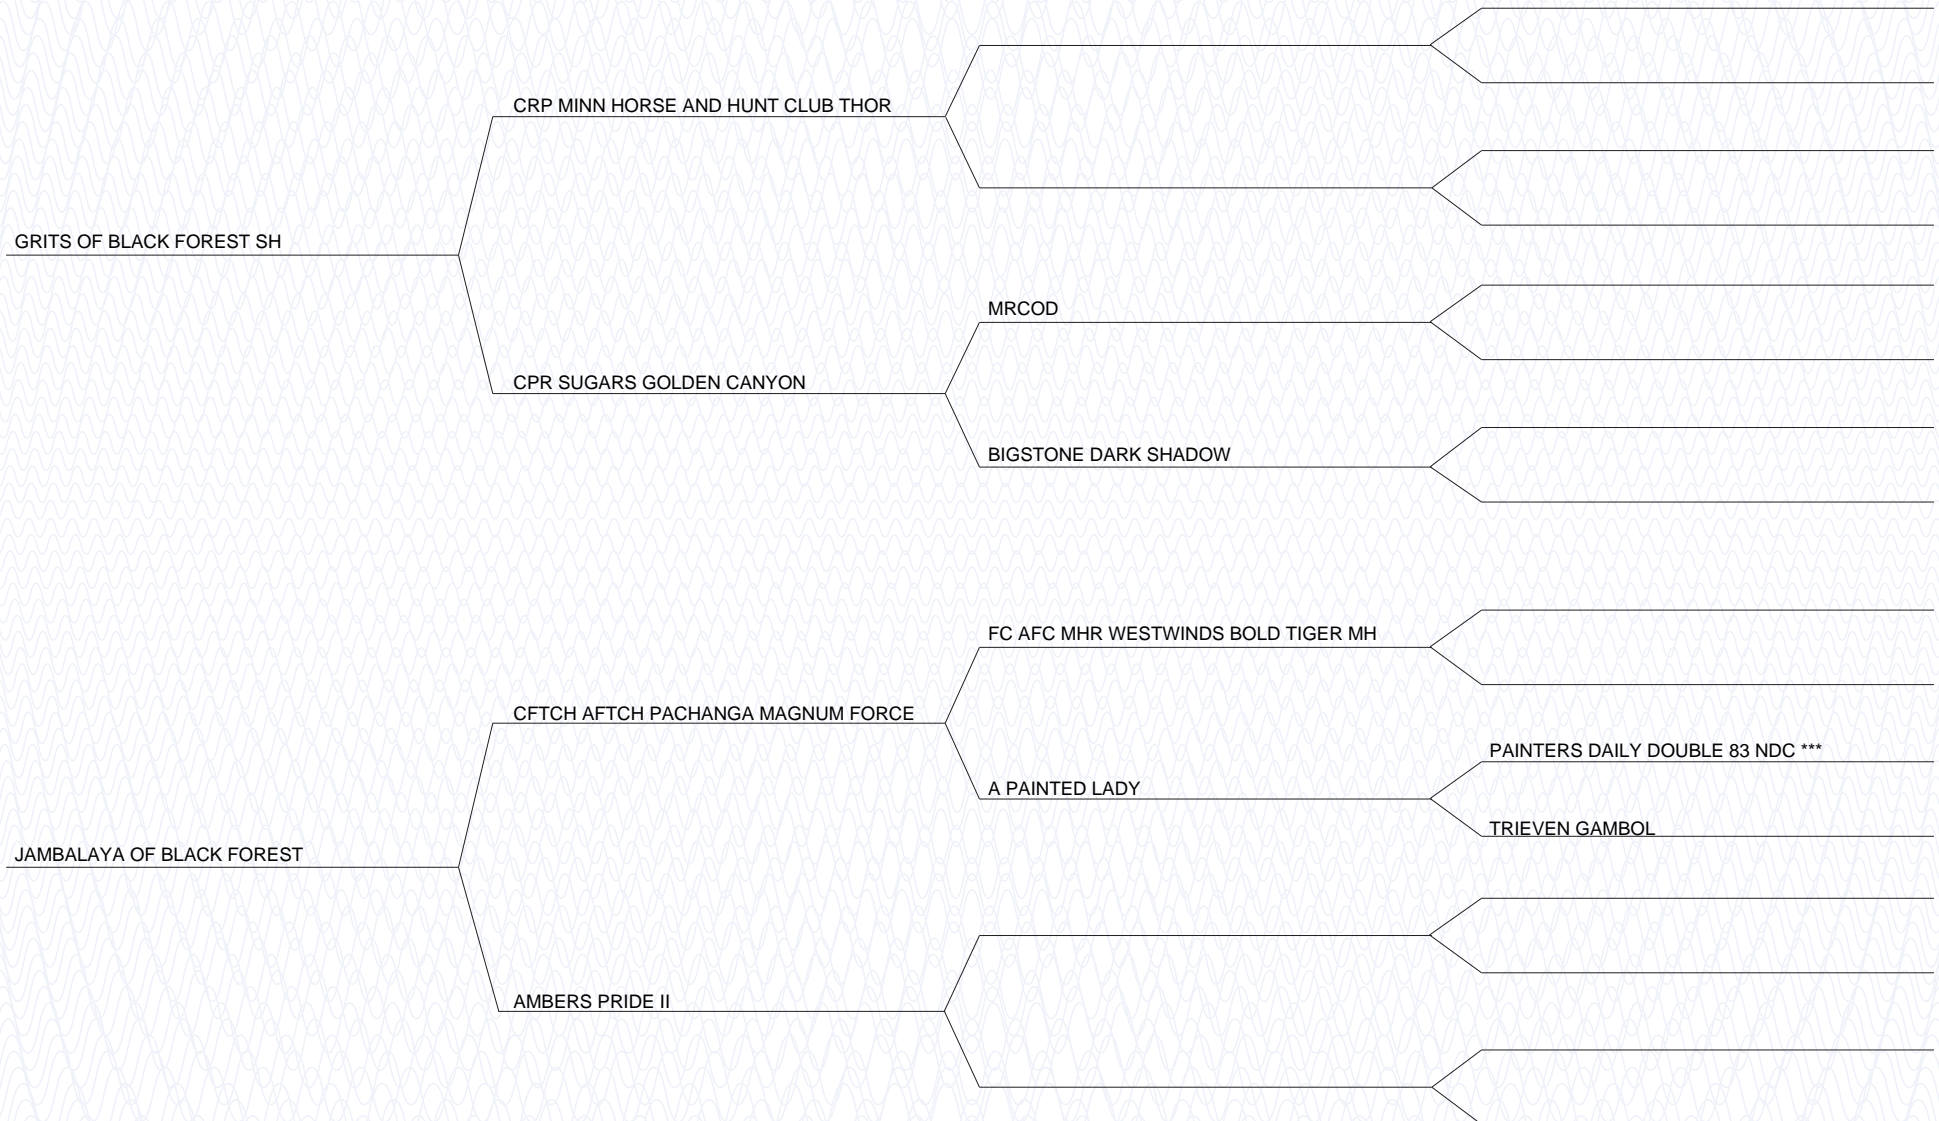 CRP MINN HORSE AND HUNT CLUB THOR
GRITS OF BLACK FOREST SH
MRCOD
CPR SUGARS GOLDEN CANYON
BIGSTONE DARK SHADOW
FC AFC MHR WESTWINDS BOLD TIGER MH
CFTCH AFTCH PACHANGA MAGNUM FORCE
PAINTERS DAILY DOUBLE 83 NDC ***
A PAINTED LADY
TRIEVEN GAMBOL
JAMBALAYA OF BLACK FOREST
AMBERS PRIDE II